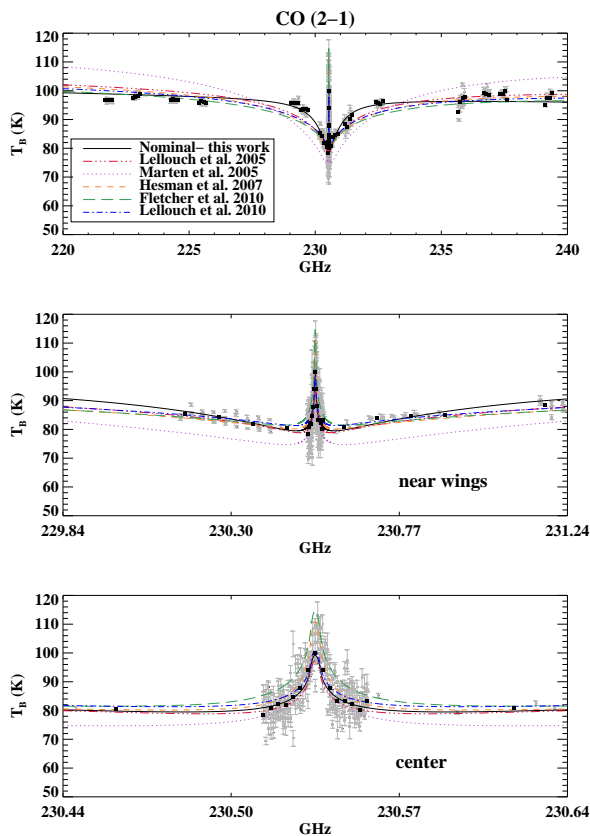 CO (2−1)
120
110
100
90
80
70
60
50
T_B (K)
Nominal− this work
Lellouch et al. 2005
Marten et al. 2005
Hesman et al. 2007
Fletcher et al. 2010
Lellouch et al. 2010
220 225 230 235 240
GHz
120
110
100
90
80
70
60
50
T_B (K)
near wings
229.84 230.30 230.77 231.24
GHz
120
110
100
90
80
70
60
50
T_B (K)
center
230.44 230.50 230.57 230.64
GHz